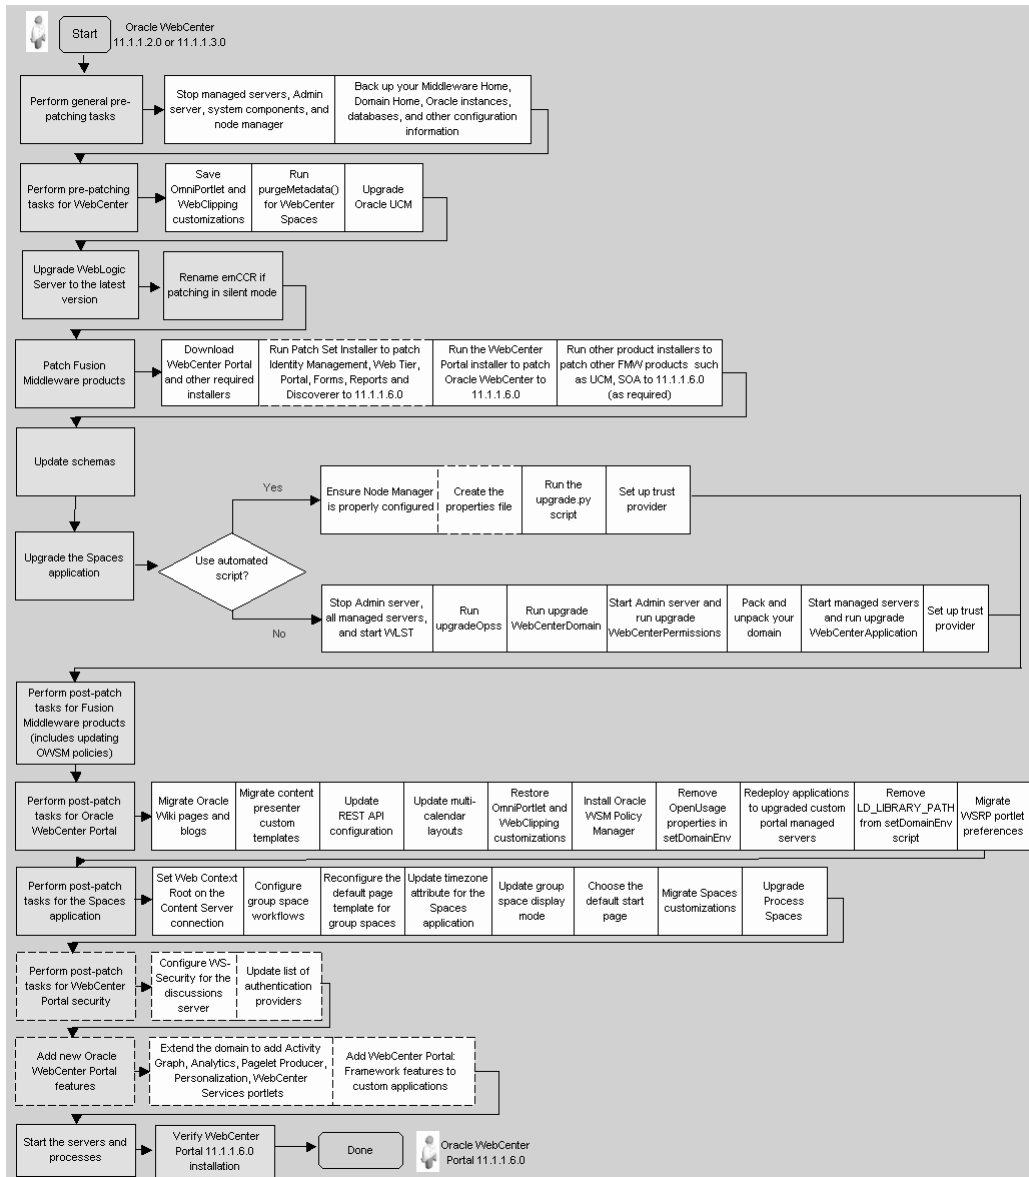 Start
Oracle WebCenter
11.1.1.2.0 or 11.1.1.3.0
Perform general pre-
patching tasks
Stop managed servers, Admin
server, system components, and
node manager
Back up your Middleware Home,
Domain Home, Oracle instances,
databases, and other configuration
information
Perform pre-patching
tasks for WebCenter
Save
OmniPortlet and
WebClipping
customizations
Run
purgeMetadata()
for WebCenter
Spaces
Upgrade
Oracle UCM
Upgrade WebLogic
Server to the latest
version
Rename emCCR if
patching in silent mode
Patch Fusion
Middleware products
Download
WebCenter Portal
and other required
installers
Run Patch Set Installer to patch
Identity Management, Web Tier,
Portal, Forms, Reports and
Discoverer to 11.1.1.6.0
Run the WebCenter
Portal installer to patch
Oracle WebCenter to
11.1.1.6.0
Run other product installers to
patch other FMW products such
as UCM, SOA to 11.1.1.6.0
(as required)
Update schemas
Upgrade the Spaces
application
Use automated
script?
Yes
Ensure Node Manager
is properly configured
Create the
properties file
Run the
upgrade.py
script
Set up trust
provider
No
Stop Admin server,
all managed servers,
and start WLST
Run
upgradeOpss
Run upgrade
WebCenterDomain
Start Admin server and
run upgrade
WebCenterPermissions
Pack and
unpack your
domain
Start managed servers
and run upgrade
WebCenterApplication
Set up trust
provider
Perform post-patch
tasks for Fusion
Middleware products
(includes updating
OWSM policies)
Perform post-patch
tasks for Oracle
WebCenter Portal
Migrate Oracle
Wiki pages and
blogs
Migrate content
presenter
custom
templates
Update
REST API
configuration
Update multi-
calendar
layouts
Restore
OmniPortlet and
WebClipping
customizations
Install Oracle
WSM Policy
Manager
Remove
OpenUsage
properties in
setDomainEnv
Redeploy applications
to upgraded custom
portal managed
servers
Remove
LD_LIBRARY_PATH
from setDomainEnv
script
Migrate
WSRP portlet
preferences
Perform post-patch
tasks for the Spaces
application
Set Web Context
Root on the
Content Server
connection
Configure
group space
workflows
Reconfigure the
default page
template for
group spaces
Update timezone
attribute for the
Spaces
application
Update group
space display
mode
Choose the
default start
page
Migrate Spaces
customizations
Upgrade
Process
Spaces
Perform post-patch
tasks for WebCenter
Portal security
Configure WS-
Security for the
discussions
server
Update list of
authentication
providers
Add new Oracle
WebCenter Portal
features
Extend the domain to add Activity
Graph, Analytics, Pagelet Producer,
Personalization, WebCenter
Services portlets
Add WebCenter Portal:
Framework features to
custom applications
Start the servers and
processes
Verify WebCenter
Portal 11.1.1.6.0
installation
Done
Oracle WebCenter
Portal 11.1.1.6.0